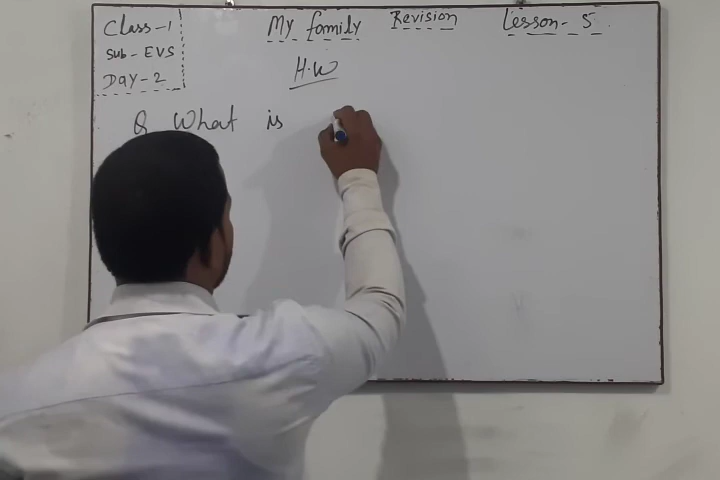 Class-1
Sub-EVS
Day-2
My family Revision Lesson-5.
H.W
Q What is